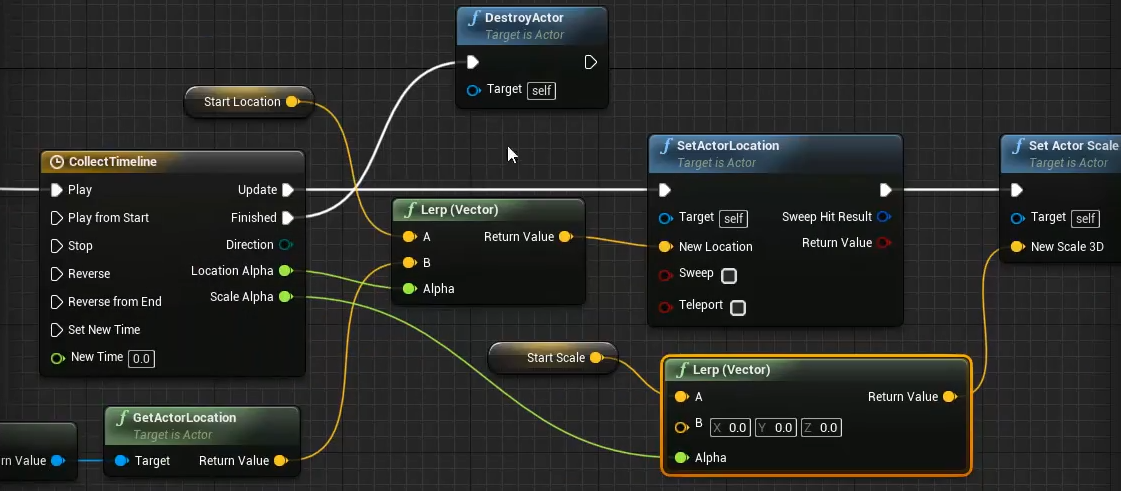 DestroyActor
Target is Actor
Target self
Start Location
CollectTimeline
Play
Update
Play from Start
Finished
Stop
Direction
Reverse
Location Alpha
Reverse from End
Scale Alpha
Set New Time
New Time 0.0
Lerp (Vector)
A
Return Value
B
Alpha
SetActorLocation
Target is Actor
Target self
Sweep Hit Result
New Location
Return Value
Sweep
Teleport
Set Actor Scale
Target is Actor
Target self
New Scale 3D
Start Scale
Lerp (Vector)
A
Return Value
B X 0.0 Y 0.0 Z 0.0
Alpha
GetActorLocation
Target is Actor
rn Value
Target
Return Value